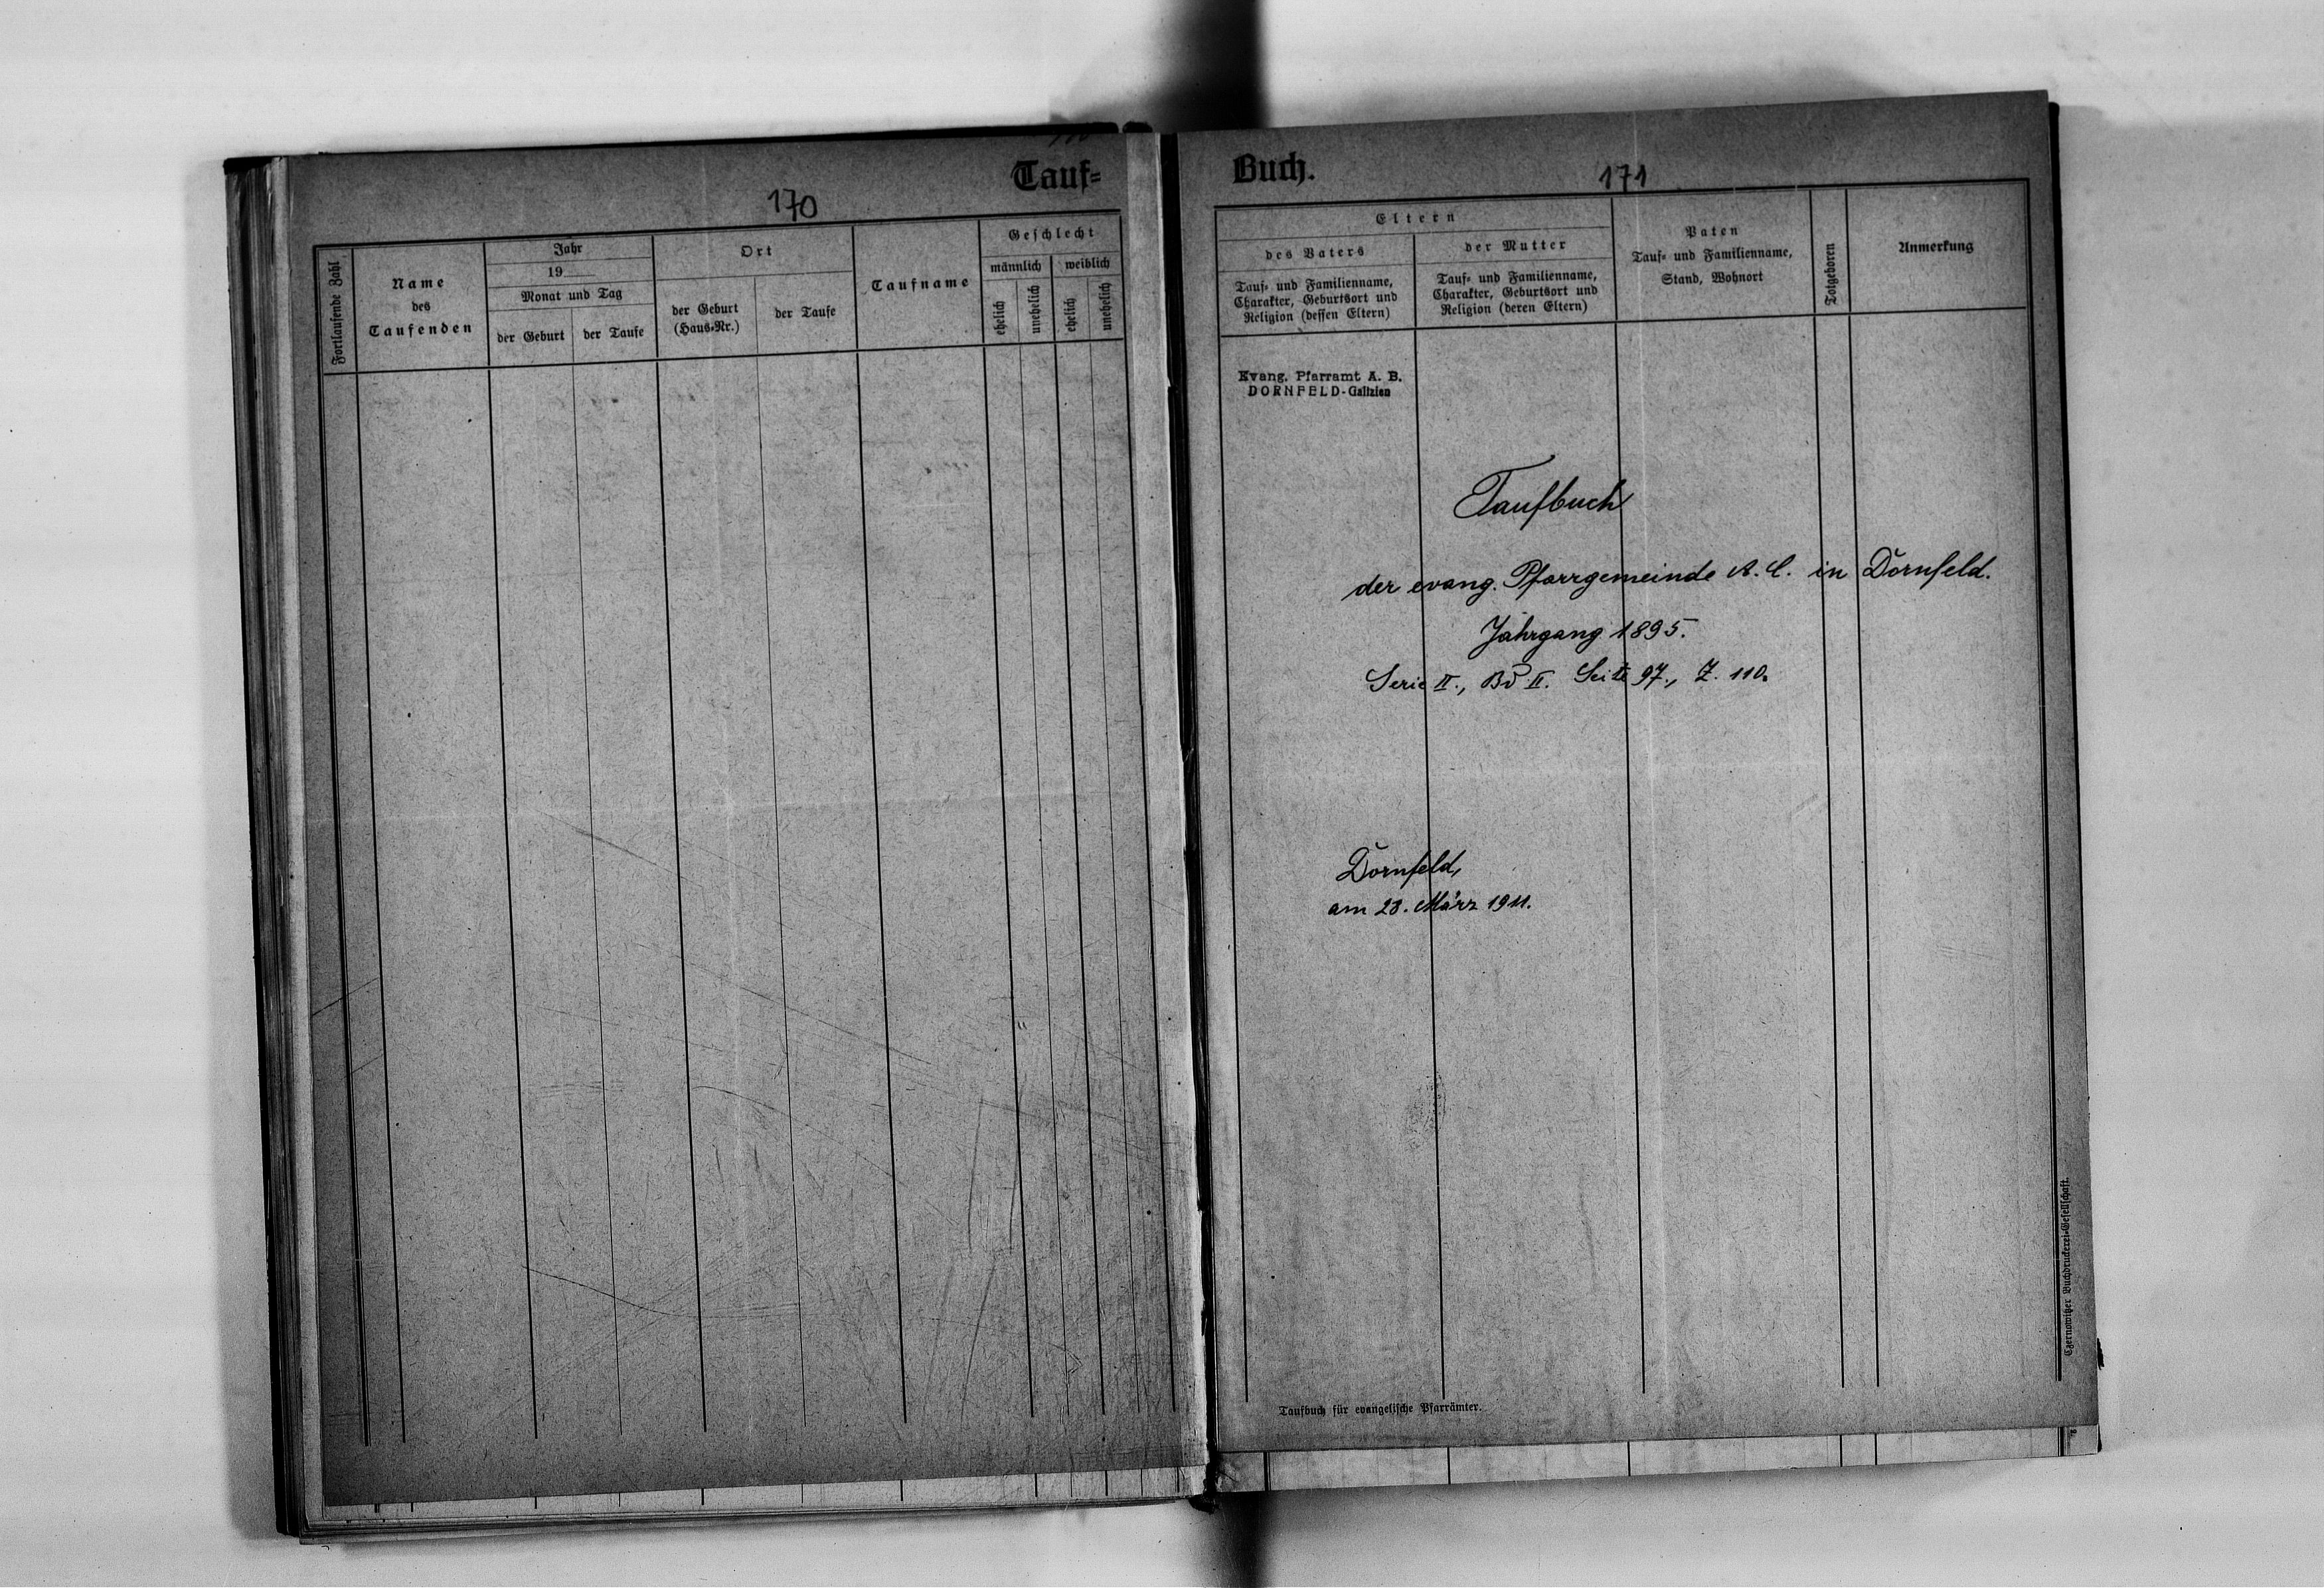 Tauf=
170
Fortlaufende Zahl
Name
des
Taufenden
Jahr
19
Monat und Tag
der Geburt
der Taufe
Ort
der Geburt
(Haus=Nr.)
der Taufe
Taufname
Geschlecht
männlich
weiblich
ehelich
unehelich
ehelich
unehelich
Buch.
171
Eltern
des Vaters
Tauf= und Familienname,
Charakter, Geburtsort und
Religion (dessen Eltern)
der Mutter
Tauf= und Familienname,
Charakter, Geburtsort und
Religion (deren Eltern)
Paten
Tauf= und Familienname,
Stand, Wohnort
Totgeboren
Anmerkung
Evang. Pfarramt A. B.
DORNFELD-Galizien
Taufbuch
der evang. Pfarrgemeinde A. C. in Dornfeld.
Jahrgang 1895.
Serie II., Bd. II. Seite 97., Z. 110.
Dornfeld,
am 28. März 1911.
Taufbuch für evangelische Pfarrämter.
Czernowitzer Buchdruckerei=Gesellschaft.